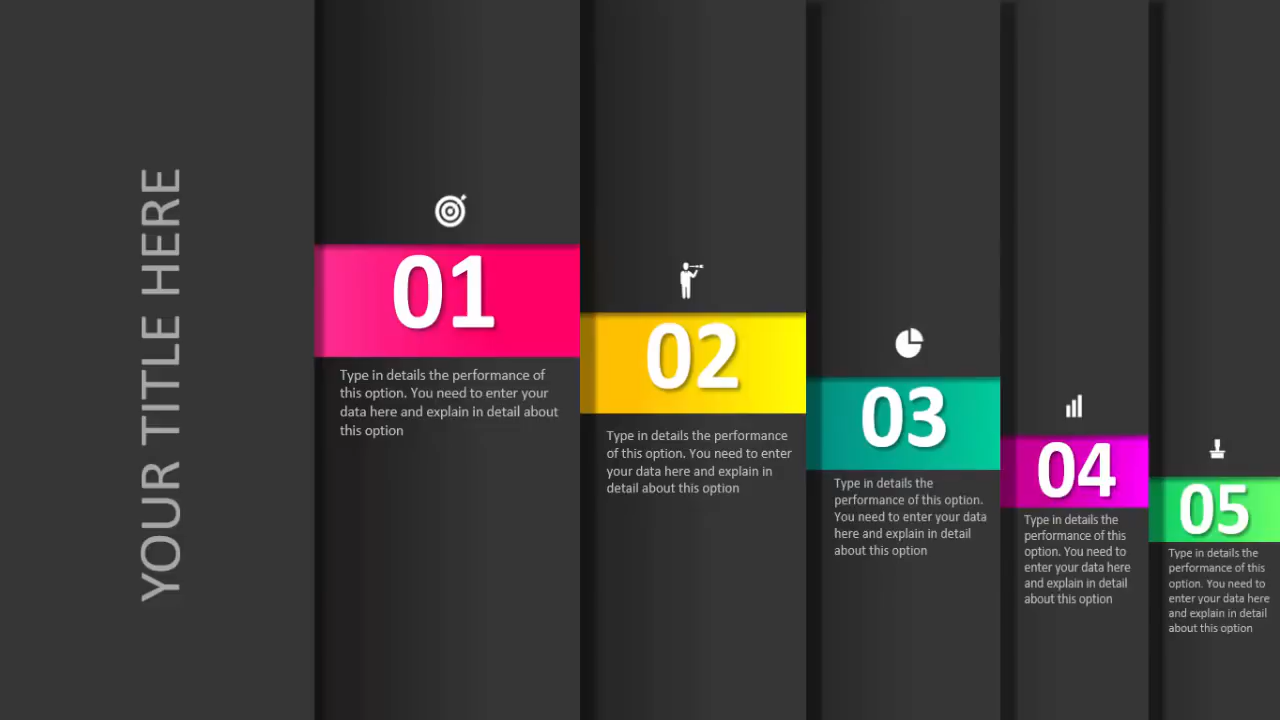 YOUR TITLE HERE
01
Type in details the performance of
this option. You need to enter your
data here and explain in detail about
this option
02
Type in details the performance
of this option. You need to enter
your data here and explain in
detail about this option
03
Type in details the
performance of this option.
You need to enter your data
here and explain in detail
about this option
04
Type in details the
performance of this
option. You need to
enter your data here
and explain in detail
about this option
05
Type in details the
performance of this
option. You need to
enter your data here
and explain in detail
about this option